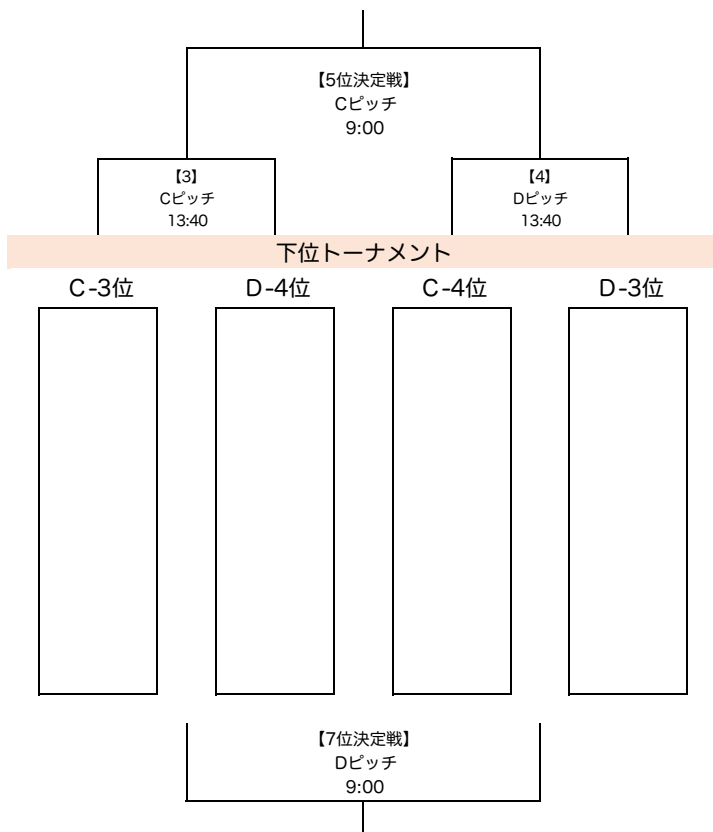 【5位決定戦】
Cピッチ
9:00
【3】
Cピッチ
13:40
【4】
Dピッチ
13:40
下位トーナメント
C-3位
D-4位
C-4位
D-3位
【7位決定戦】
Dピッチ
9:00